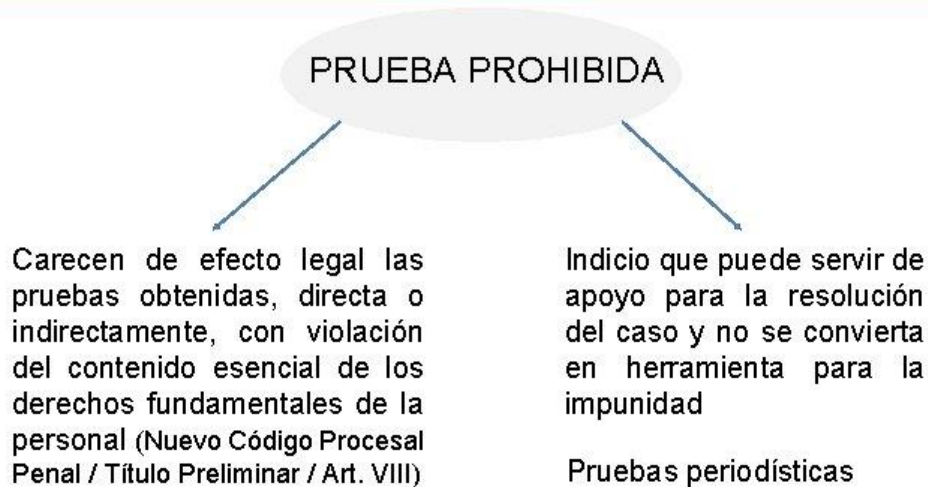 PRUEBA PROHIBIDA
Carecen de efecto legal las
pruebas obtenidas, directa o
indirectamente, con violación
del contenido esencial de los
derechos fundamentales de la
personal (Nuevo Código Procesal
Penal / Título Preliminar / Art. VIII)
Indicio que puede servir de
apoyo para la resolución
del caso y no se convierta
en herramienta para la
impunidad
Pruebas periodísticas